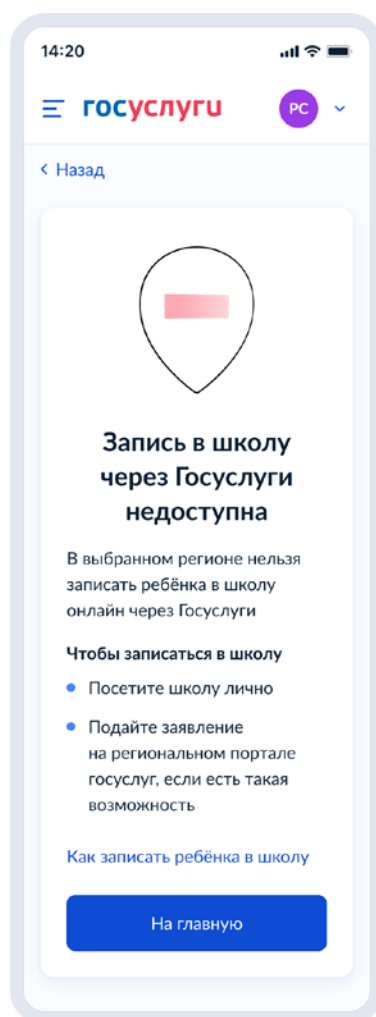 14:20
госуслуги
РС
Назад
Запись в школу
через Госуслуги
недоступна
В выбранном регионе нельзя
записать ребёнка в школу
онлайн через Госуслуги
Чтобы записаться в школу
Посетите школу лично
Подайте заявление
на региональном портале
госуслуг, если есть такая
возможность
Как записать ребёнка в школу
На главную